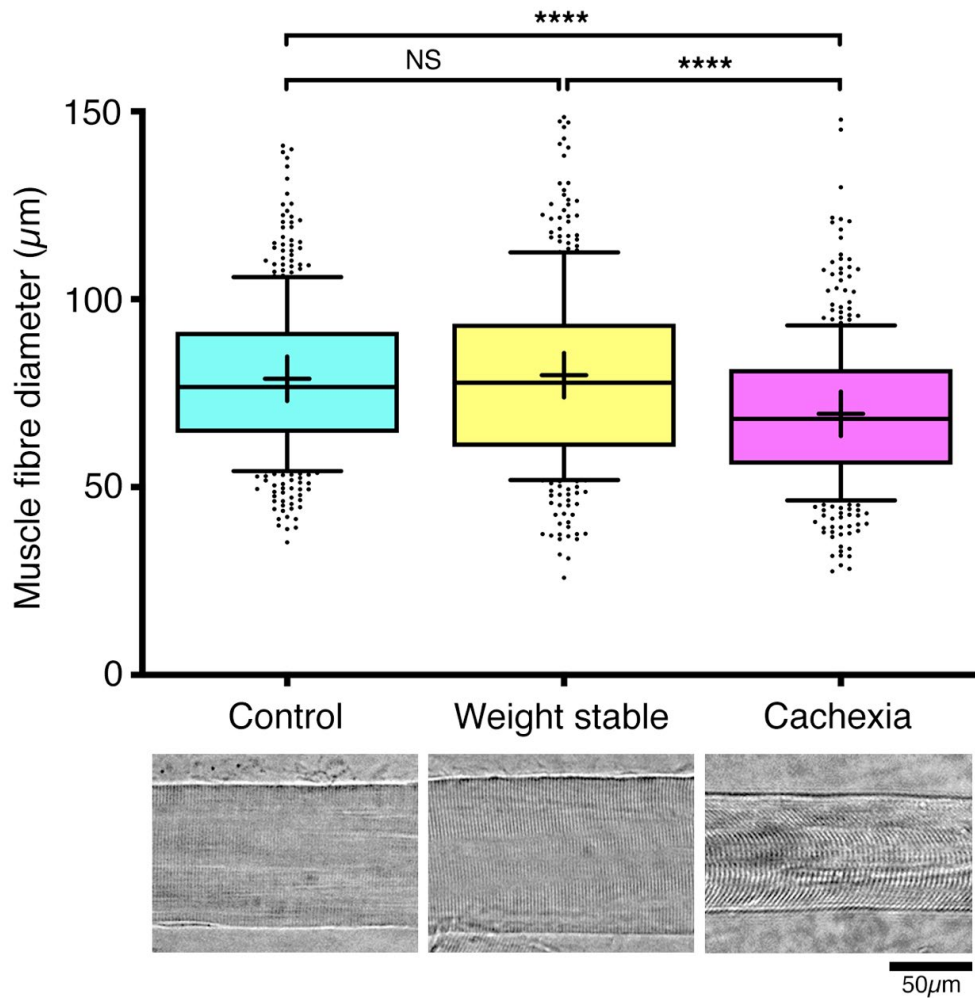 ****
NS
****
150
100
50
0
Muscle fibre diameter (µm)
Control
Weight stable
Cachexia
50µm